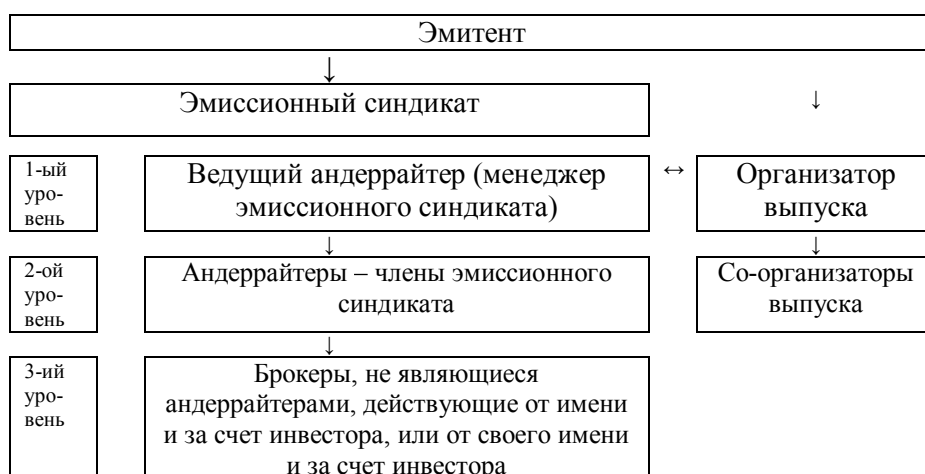 Эмитент
↓
Эмиссионный синдикат
↓
1-ый
уро-
вень
Ведущий андеррайтер (менеджер
эмиссионного синдиката)
↔
Организатор
выпуска
↓
↓
2-ой
уро-
вень
Андеррайтеры – члены эмиссионного
синдиката
Со-организаторы
выпуска
↓
3-ий
уро-
вень
Брокеры, не являющиеся
андеррайтерами, действующие от имени
и за счет инвестора, или от своего имени
и за счет инвестора